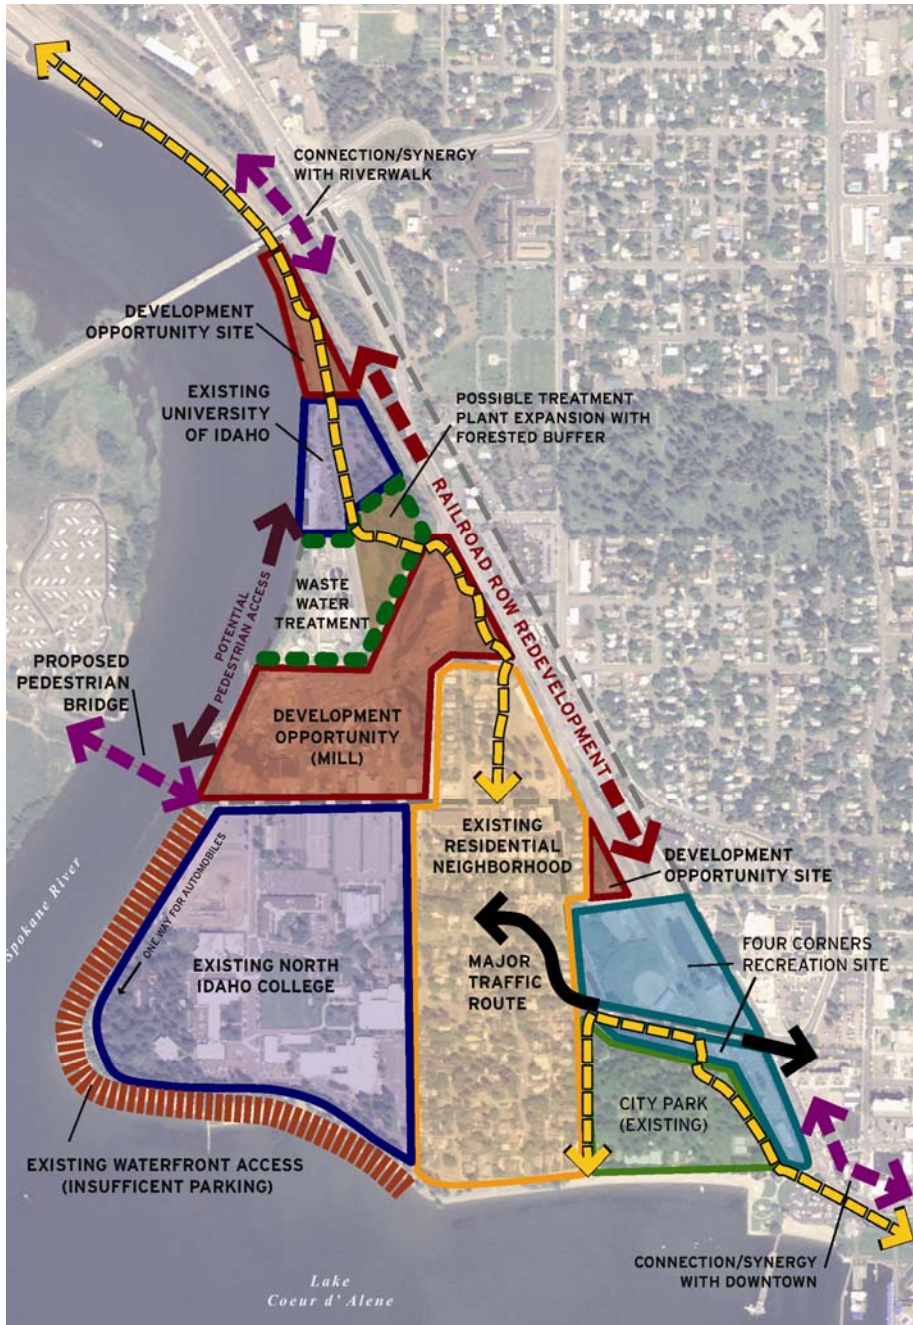 CONNECTION/SYNERGY
WITH RIVERWALK
DEVELOPMENT
OPPORTUNITY SITE
EXISTING
UNIVERSITY
OF IDAHO
POSSIBLE TREATMENT
PLANT EXPANSION WITH
FORESTED BUFFER
RAILROAD ROW REDEVELOPMENT
WASTE
WATER
TREATMENT
POTENTIAL
PEDESTRIAN ACCESS
PROPOSED
PEDESTRIAN
BRIDGE
DEVELOPMENT
OPPORTUNITY
(MILL)
EXISTING
RESIDENTIAL
NEIGHBORHOOD
DEVELOPMENT
OPPORTUNITY SITE
Spokane River
ONE WAY FOR AUTOMOBILES
EXISTING NORTH
IDAHO COLLEGE
MAJOR
TRAFFIC
ROUTE
FOUR CORNERS
RECREATION SITE
CITY PARK
(EXISTING)
EXISTING WATERFRONT ACCESS
(INSUFFICENT PARKING)
CONNECTION/SYNERGY
WITH DOWNTOWN
Lake
Coeur d' Alene